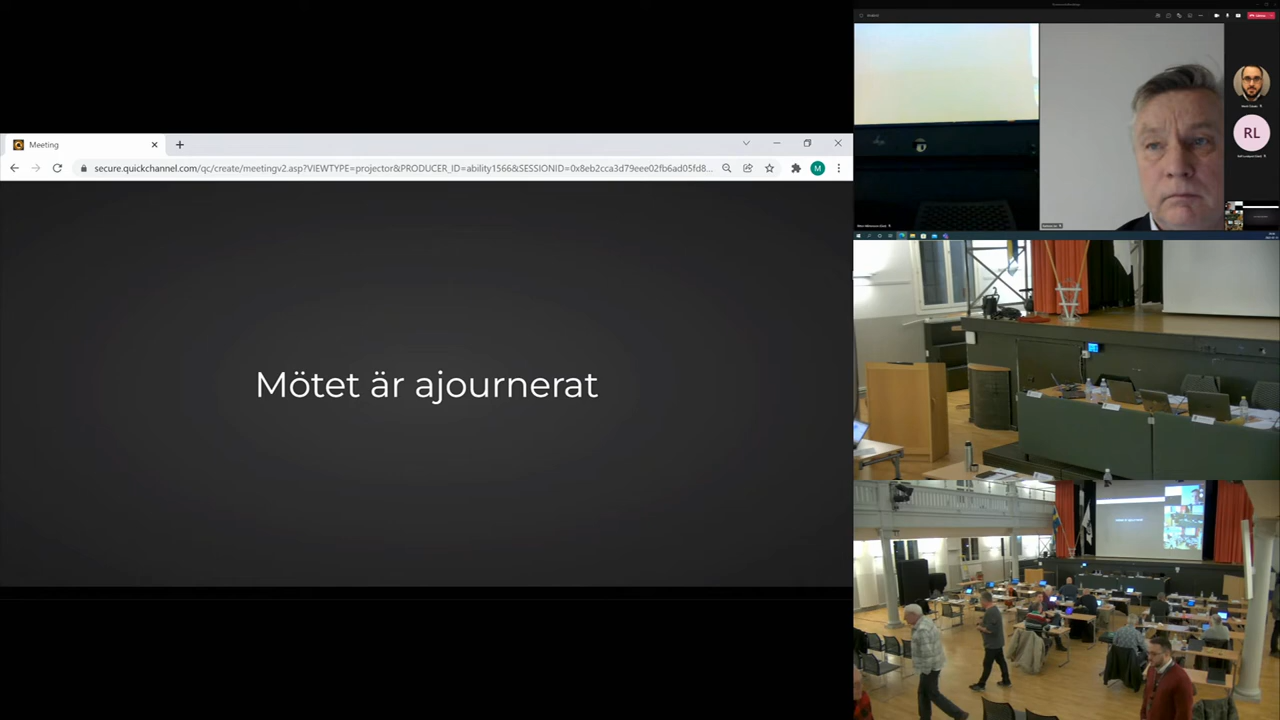 Meeting
secure.quickchannel.com/qc/create/meetingv2.asp?VIEWTYPE=projector&PRODUCER_ID=ability1566&SESSIONID=0x8eb2cca3d79eee02fb6ad05fd8...
M
Mötet är ajournerat
RL